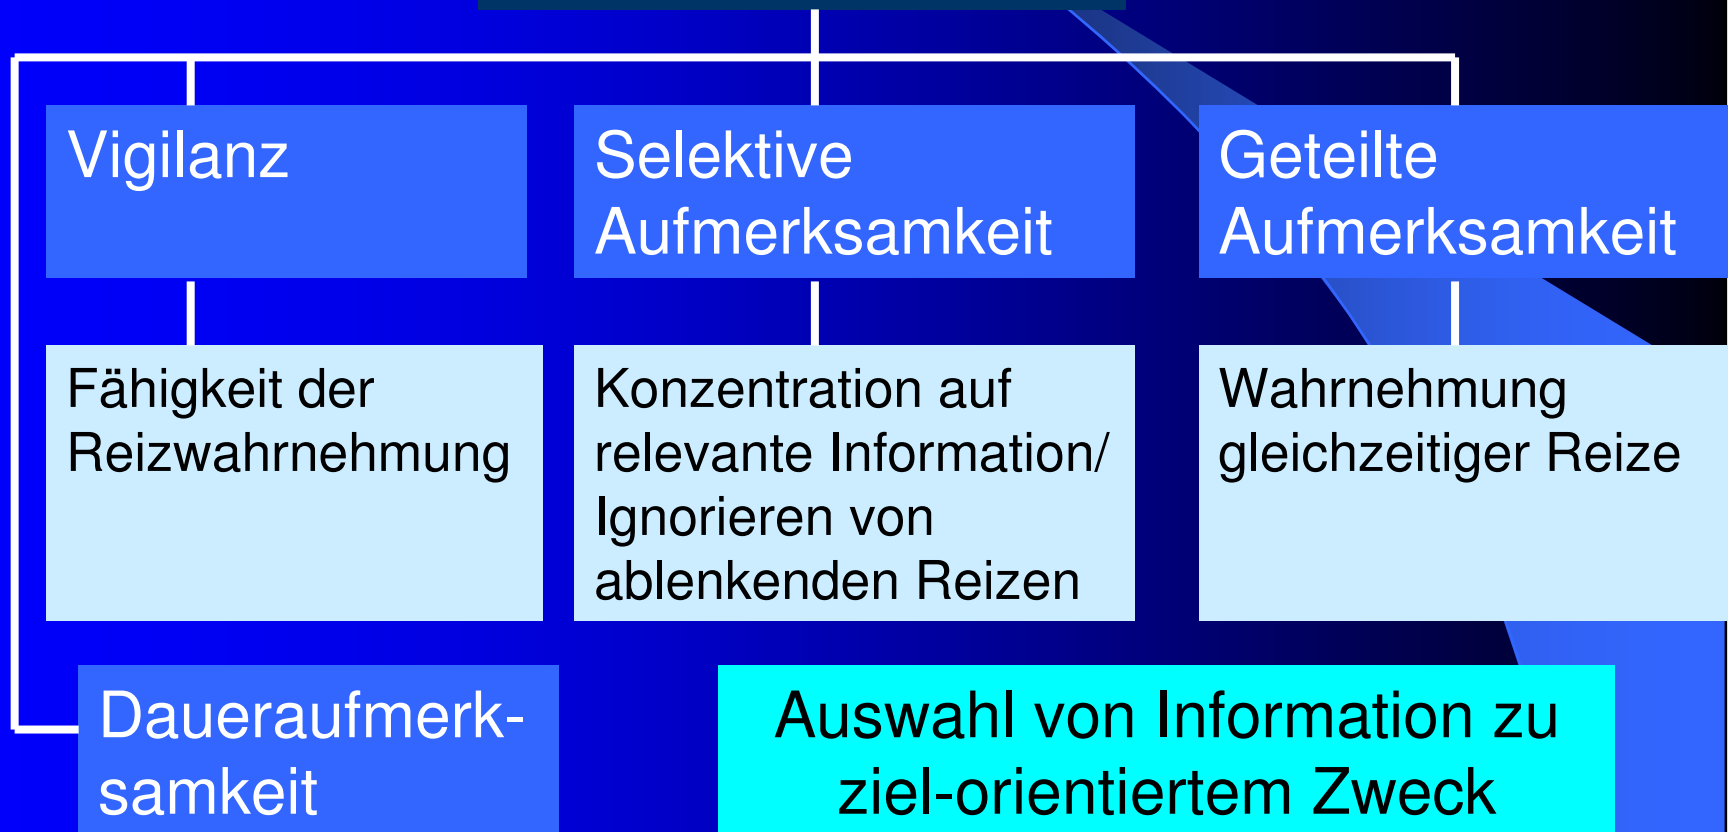 Vigilanz
Selektive
Aufmerksamkeit
Geteilte
Aufmerksamkeit
Fähigkeit der
Reizwahrnehmung
Konzentration auf
relevante Information/
Ignorieren von
ablenkenden Reizen
Wahrnehmung
gleichzeitiger Reize
Daueraufmerk-
samkeit
Auswahl von Information zu
ziel-orientiertem Zweck